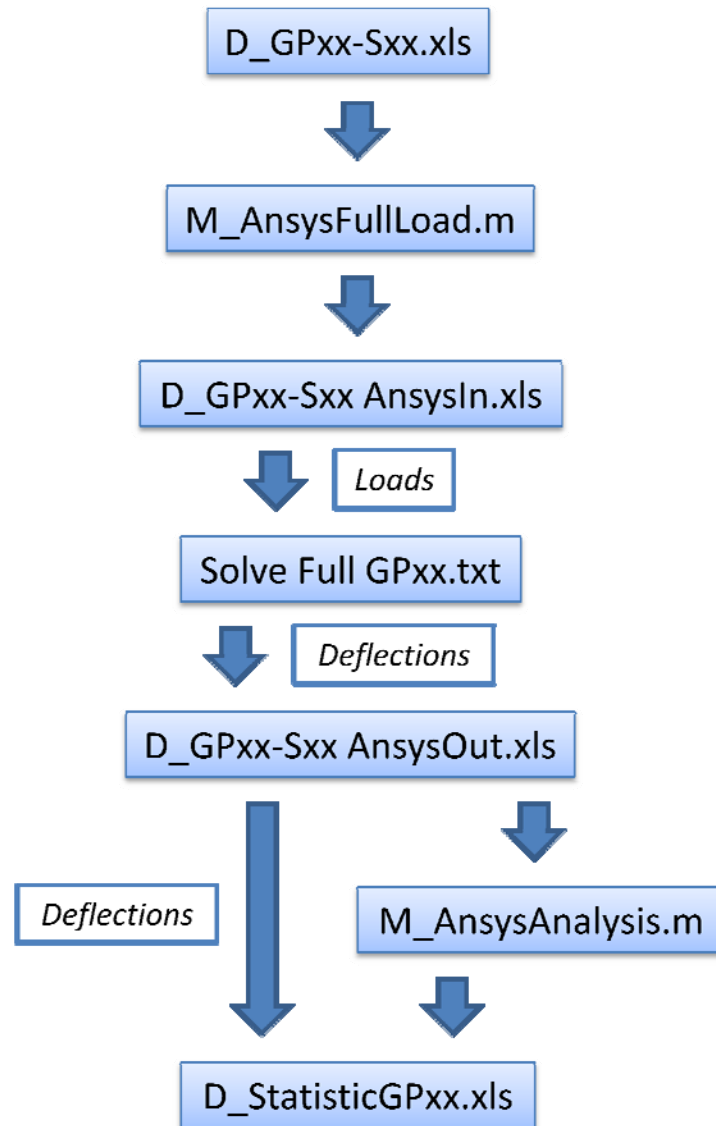 D_GPxx-Sxx.xls
M_AnsysFullLoad.m
D_GPxx-Sxx AnsysIn.xls
Loads
Solve Full GPxx.txt
Deflections
D_GPxx-Sxx AnsysOut.xls
Deflections
M_AnsysAnalysis.m
D_StatisticGPxx.xls